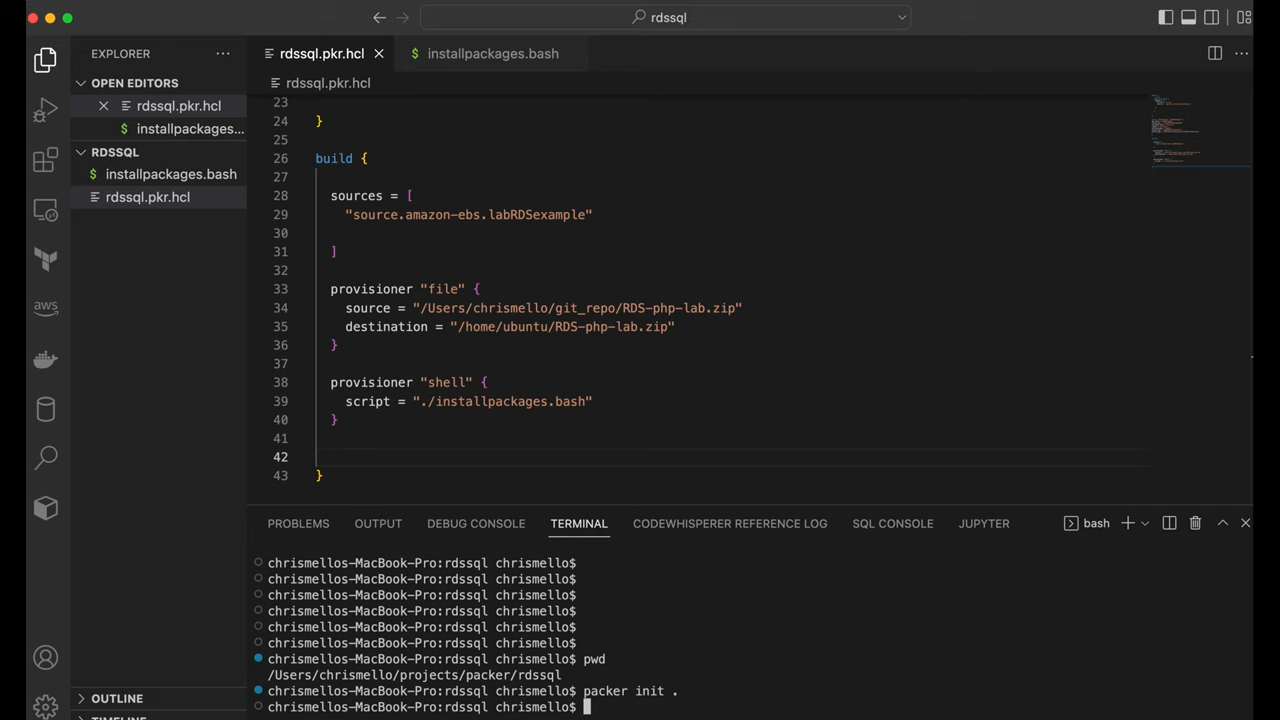 rdssql
EXPLORER
rdssql.pkr.hcl
installpackages.bash
OPEN EDITORS
rdssql.pkr.hcl
rdssql.pkr.hcl
installpackages...
RDSSQL
installpackages.bash
rdssql.pkr.hcl
aws
23
24 }
25
26 build {
27
28 sources = [
29 "source.amazon-ebs.labRDSexample"
30
31 ]
32
33 provisioner "file" {
34 source = "/Users/chrismello/git_repo/RDS-php-lab.zip"
35 destination = "/home/ubuntu/RDS-php-lab.zip"
36 }
37
38 provisioner "shell" {
39 script = "./installpackages.bash"
40 }
41
42
43 }
PROBLEMS OUTPUT DEBUG CONSOLE TERMINAL CODEWHISPERER REFERENCE LOG SQL CONSOLE JUPYTER bash
chrismellos-MacBook-Pro:rdssql chrismello$
chrismellos-MacBook-Pro:rdssql chrismello$
chrismellos-MacBook-Pro:rdssql chrismello$
chrismellos-MacBook-Pro:rdssql chrismello$
chrismellos-MacBook-Pro:rdssql chrismello$
chrismellos-MacBook-Pro:rdssql chrismello$
chrismellos-MacBook-Pro:rdssql chrismello$ pwd
/Users/chrismello/projects/packer/rdssql
chrismellos-MacBook-Pro:rdssql chrismello$ packer init .
chrismellos-MacBook-Pro:rdssql chrismello$
OUTLINE
TIMELINE